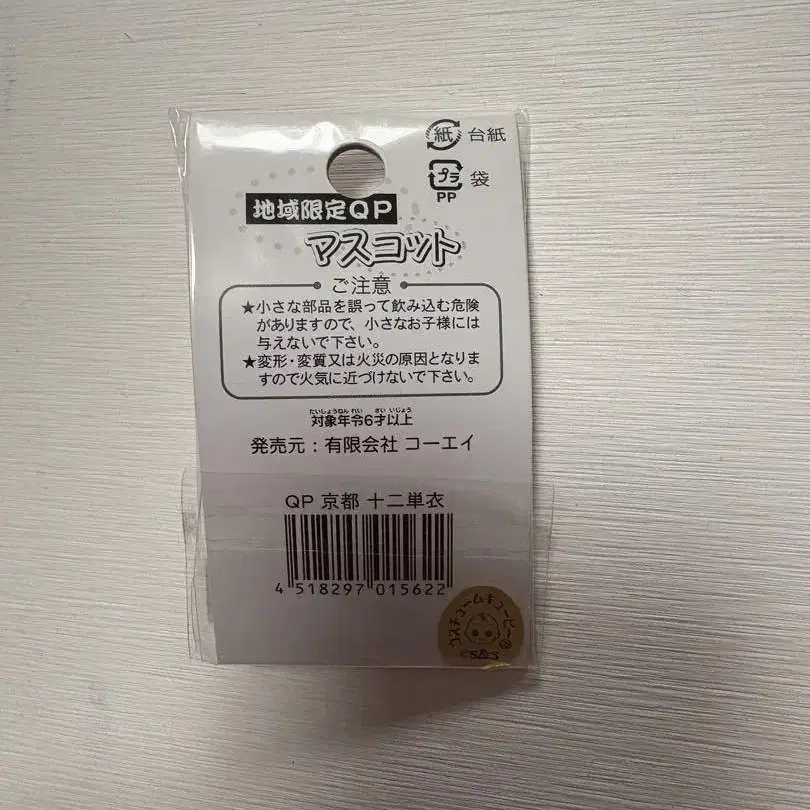 紙 台紙
プラ 袋
PP
地域限定QP
マスコット
ご注意
★小さな部品を誤って飲み込む危険
がありますので、小さなお子様には
与えないで下さい。
★変形・変質又は火災の原因となりま
すので火気に近づけないで下さい。
たいしょうねんれい さい いじょう
対象年令6才以上
発売元：有限会社 コーエイ
QP 京都 十二単衣
4 518297 015622
コスチュームキューピー®
©S&S